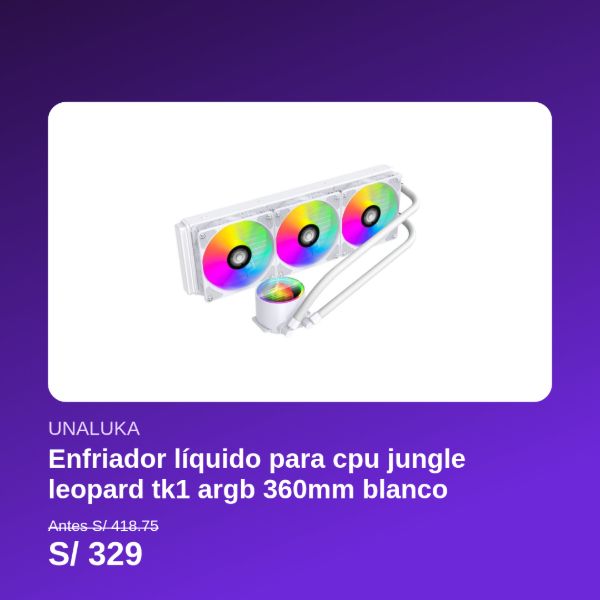 UNALUKA
Enfriador líquido para cpu jungle
leopard tk1 argb 360mm blanco
Antes S/ 418.75
S/ 329